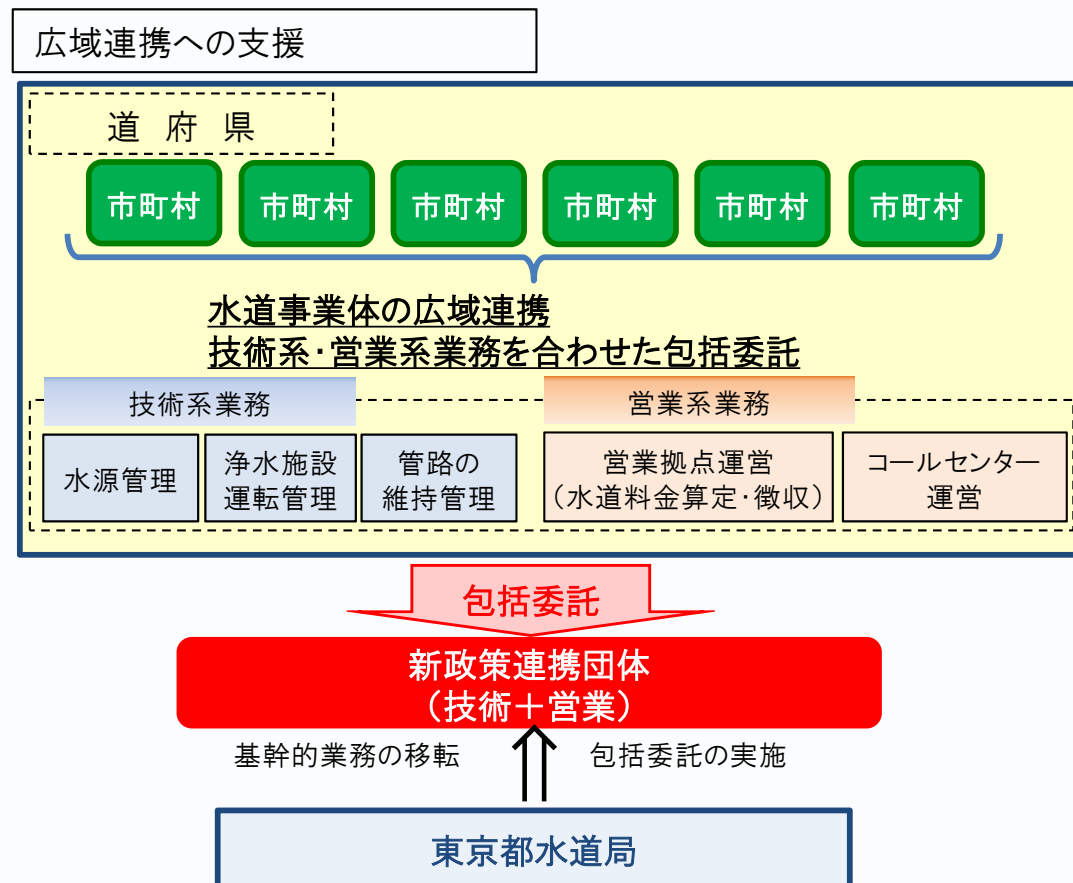 広域連携への支援
道 府 県
市町村 市町村 市町村 市町村 市町村 市町村
水道事業体の広域連携
技術系・営業系業務を合わせた包括委託
技術系業務
営業系業務
水源管理
浄水施設
運転管理
管路の
維持管理
営業拠点運営
（水道料金算定・徴収）
コールセンター
運営
包括委託
新政策連携団体
（技術＋営業）
基幹的業務の移転
包括委託の実施
東京都水道局